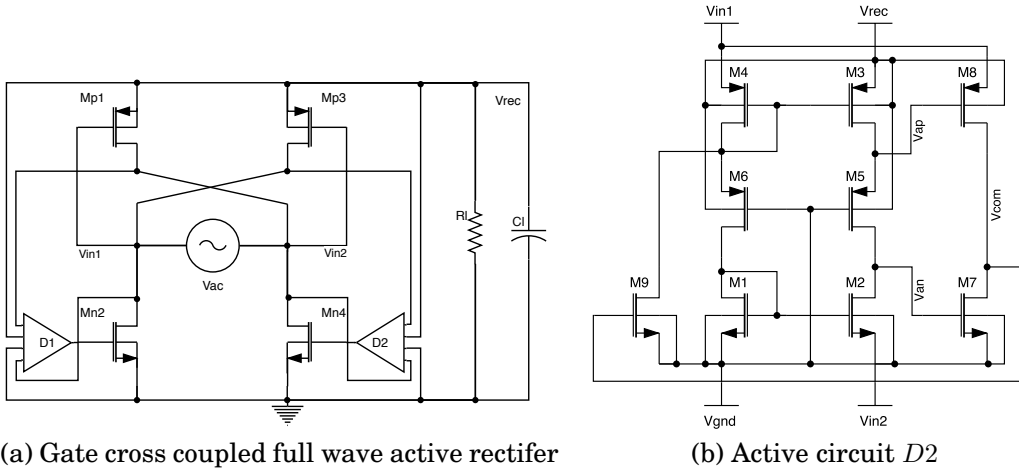 Vin1
Vrec
M4
M3
M8
Mp1
Mp3
Vrec
Vap
M6
M5
Rl
Cl
Vcom
Vin1
Vin2
Vac
M9
M1
M2
Van
M7
Mn2
Mn4
D1
D2
Vgnd
Vin2
(a) Gate cross coupled full wave active rectifer
(b) Active circuit D2